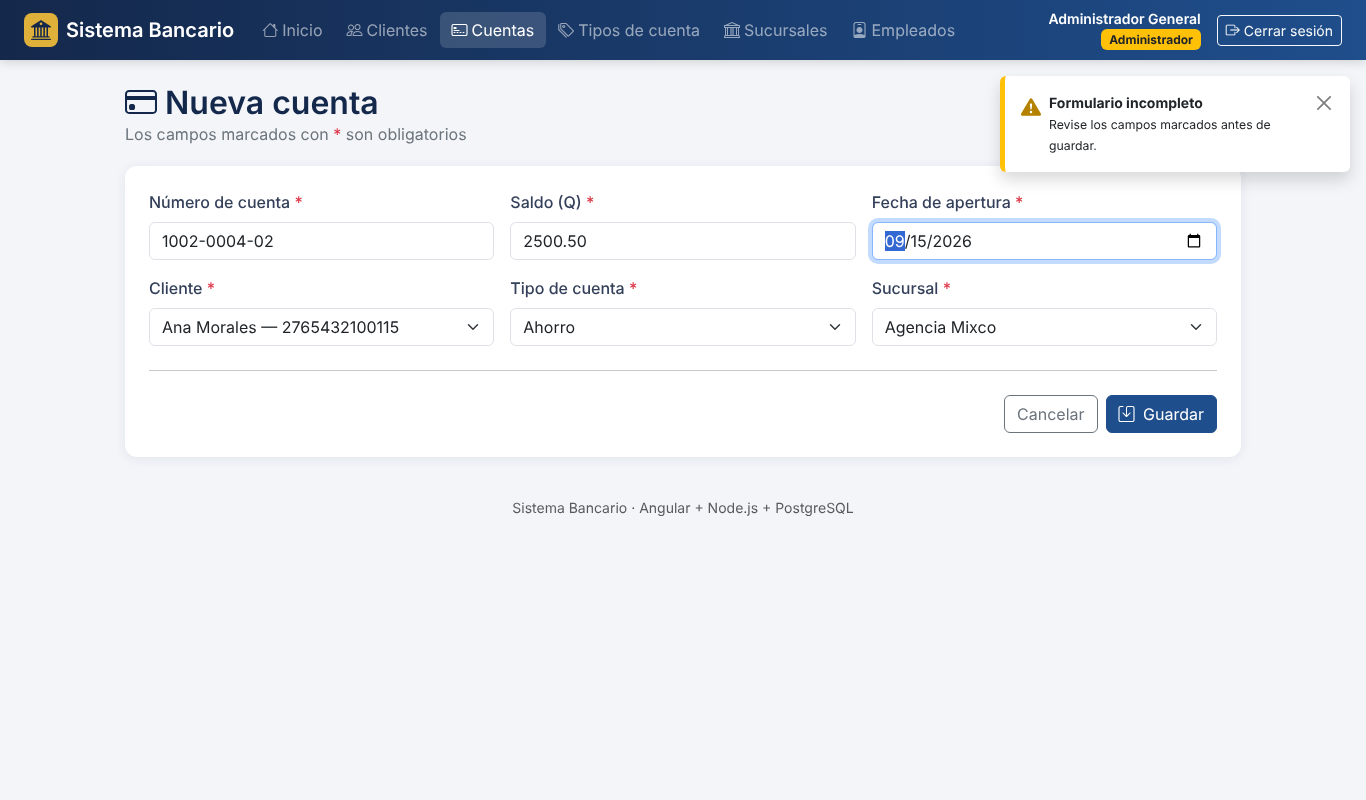 Sistema Bancario
Inicio
Clientes
Cuentas
Tipos de cuenta
Sucursales
Empleados
Administrador General
Administrador
Cerrar sesión
Nueva cuenta
Los campos marcados con * son obligatorios
Formulario incompleto
Revise los campos marcados antes de
guardar.
Número de cuenta *
Saldo (Q) *
Fecha de apertura *
1002-0004-02
2500.50
09/15/2026
Cliente *
Tipo de cuenta *
Sucursal *
Ana Morales — 2765432100115
Ahorro
Agencia Mixco
Cancelar
Guardar
Sistema Bancario · Angular + Node.js + PostgreSQL